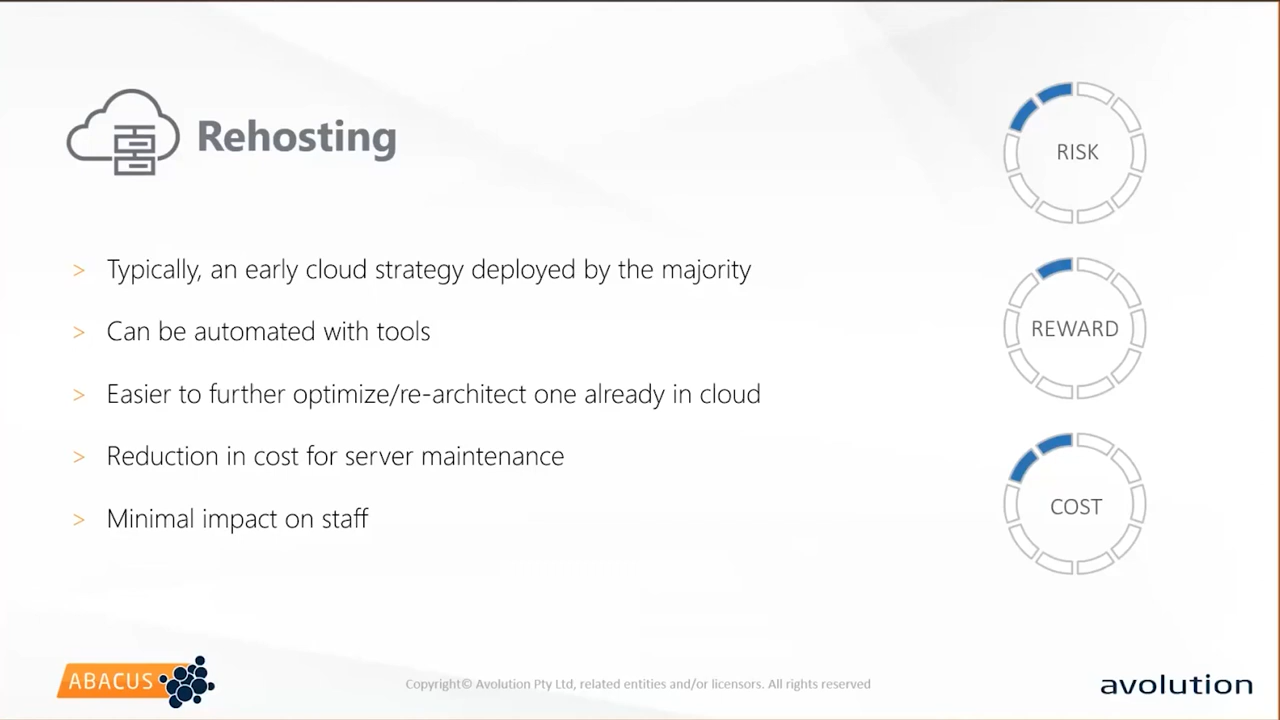 Rehosting
> Typically, an early cloud strategy deployed by the majority
> Can be automated with tools
> Easier to further optimize/re-architect one already in cloud
> Reduction in cost for server maintenance
> Minimal impact on staff
RISK
REWARD
COST
ABACUS
Copyright© Avolution Pty Ltd, related entities and/or licensors. All rights reserved
avolution